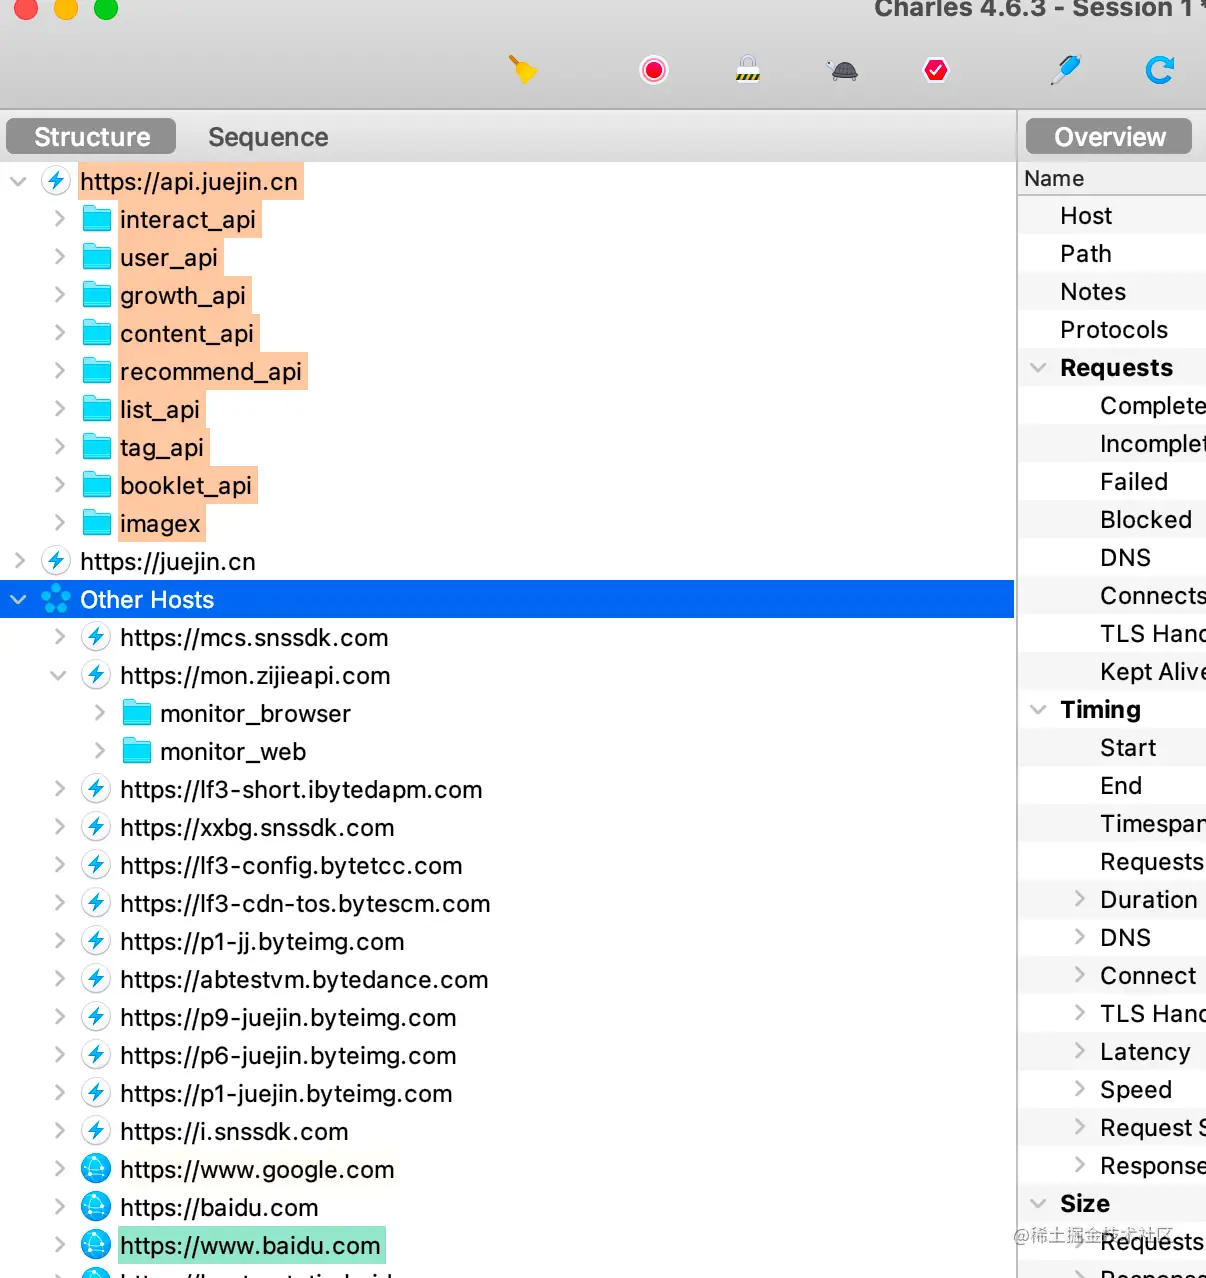 Charles 4.6.3 - Session 1 *
Structure
Sequence
Overview
https://api.juejin.cn
interact_api
user_api
growth_api
content_api
recommend_api
list_api
tag_api
booklet_api
imagex
https://juejin.cn
Other Hosts
https://mcs.snssdk.com
https://mon.zijieapi.com
monitor_browser
monitor_web
https://lf3-short.ibytedapm.com
https://xxbg.snssdk.com
https://lf3-config.bytetcc.com
https://lf3-cdn-tos.bytescm.com
https://p1-jj.byteimg.com
https://abtestvm.bytedance.com
https://p9-juejin.byteimg.com
https://p6-juejin.byteimg.com
https://p1-juejin.byteimg.com
https://i.snssdk.com
https://www.google.com
https://baidu.com
https://www.baidu.com
Name
Host
Path
Notes
Protocols
Requests
Complete
Incomplet
Failed
Blocked
DNS
Connects
TLS Hand
Kept Alive
Timing
Start
End
Timespan
Requests
Duration
DNS
Connect
TLS Hand
Latency
Speed
Request S
Response
Size
@稀土掘金技术社区
Requests
Response